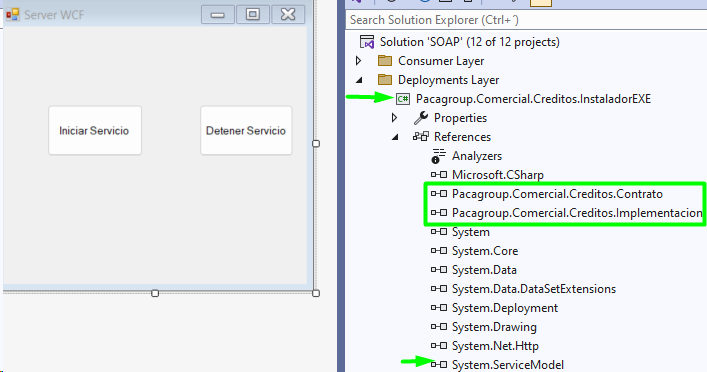 Server WCF
Iniciar Servicio
Detener Servicio
Search Solution Explorer (Ctrl+´)
Solution 'SOAP' (12 of 12 projects)
Consumer Layer
Deployments Layer
C# Pacagroup.Comercial.Creditos.InstaladorEXE
Properties
References
Analyzers
Microsoft.CSharp
Pacagroup.Comercial.Creditos.Contrato
Pacagroup.Comercial.Creditos.Implementacion
System
System.Core
System.Data
System.Data.DataSetExtensions
System.Deployment
System.Drawing
System.Net.Http
System.ServiceModel